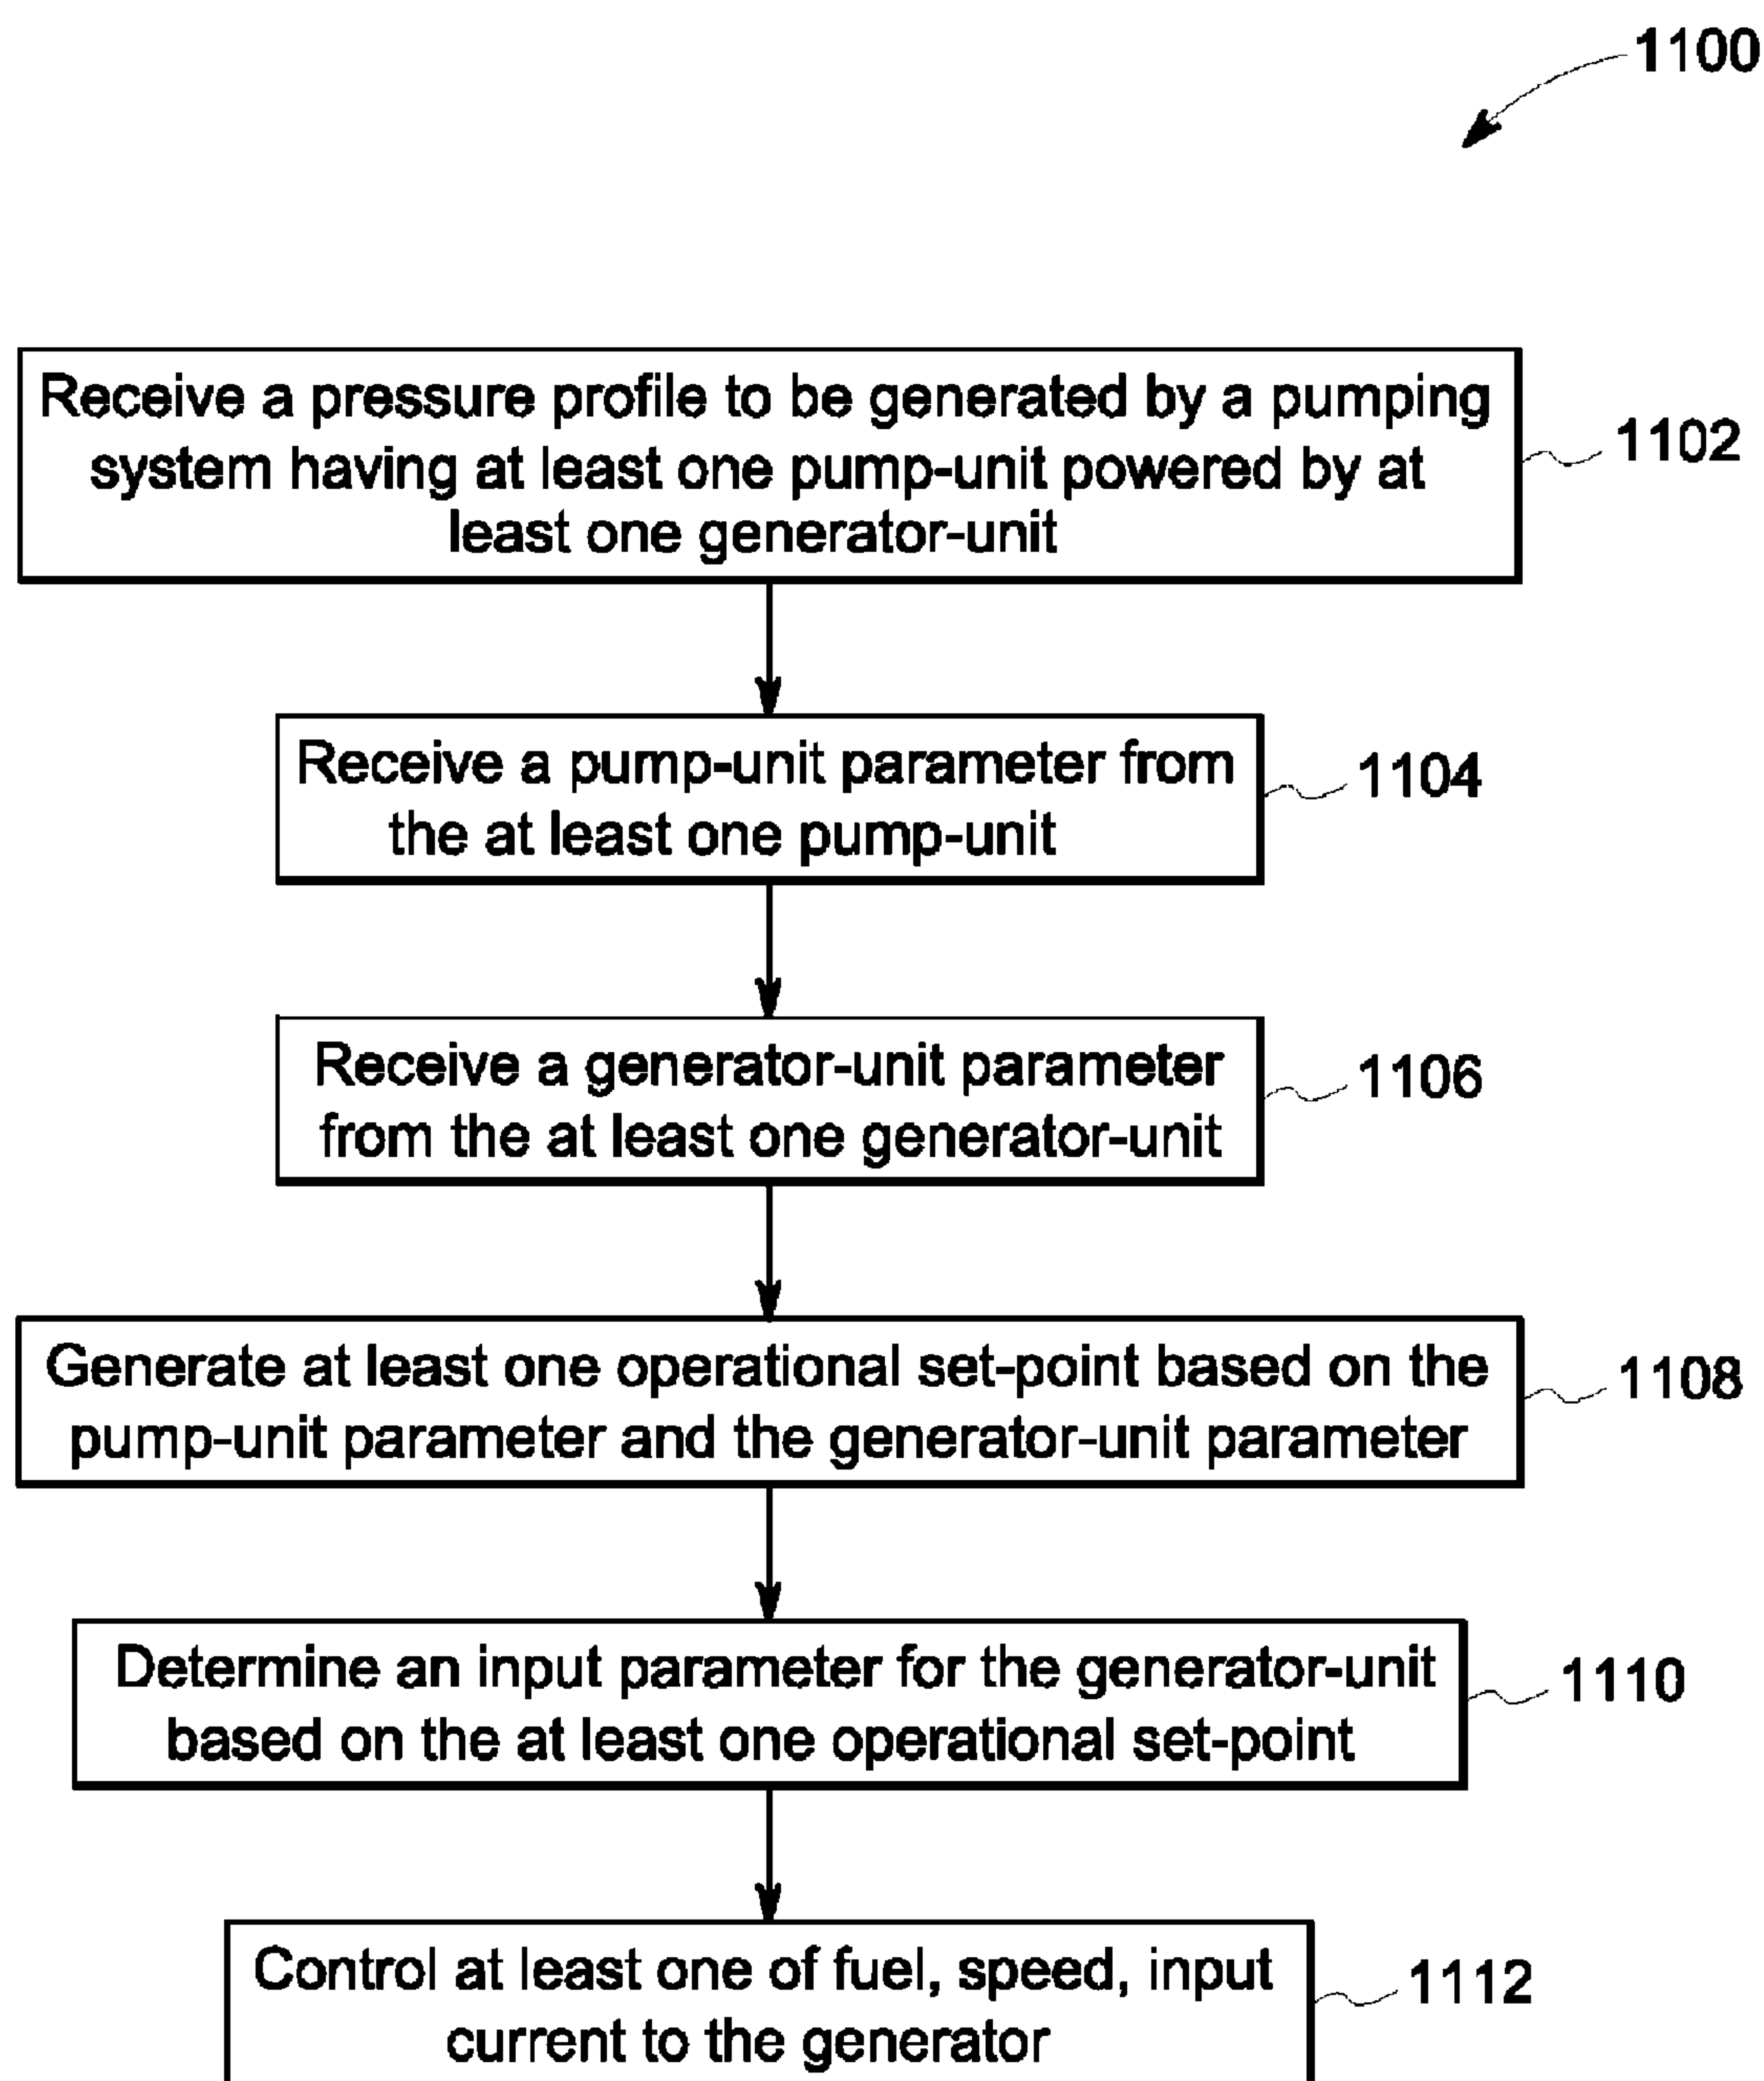 1100
Receive a pressure profile to be generated by a pumping
system having at least one pump-unit powered by at
least one generator-unit
1102
Receive a pump-unit parameter from
the at least one pump-unit
1104
Receive a generator-unit parameter
from the at least one generator-unit
1106
Generate at least one operational set-point based on the
pump-unit parameter and the generator-unit parameter
1108
Determine an input parameter for the generator-unit
based on the at least one operational set-point
1110
Control at least one of fuel, speed, input
current to the generator
1112